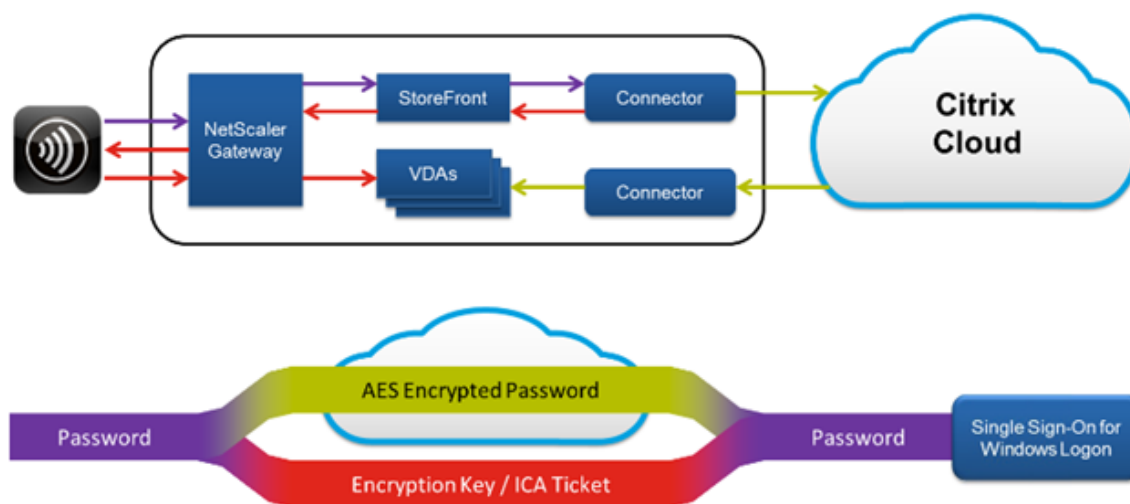 NetScaler
Gateway
StoreFront
Connector
Citrix
Cloud
VDAs
Connector
AES Encrypted Password
Password
Password
Single Sign-On for
Windows Logon
Encryption Key / ICA Ticket